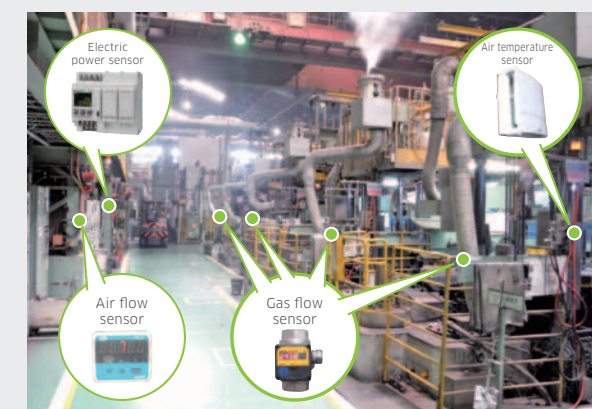 Electric
power sensor
Air temperature
sensor
Air flow
sensor
Gas flow
sensor